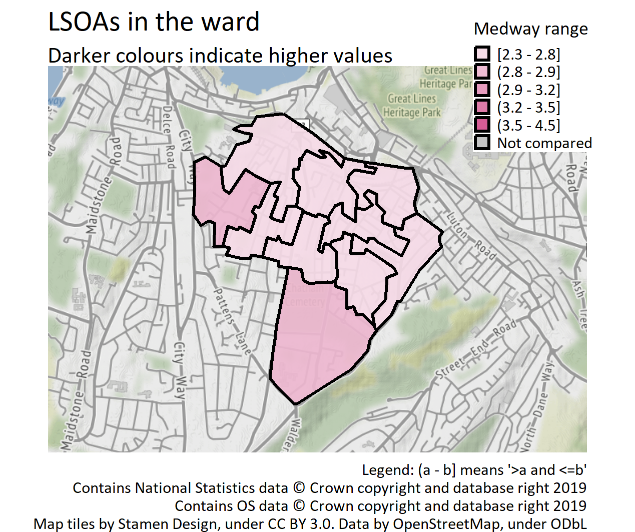 LSOAs in the ward
Darker colours indicate higher values
Medway range
[2.3 - 2.8]
(2.8 - 2.9]
(2.9 - 3.2]
(3.2 - 3.5]
(3.5 - 4.5]
Not compared
Great Lines
Heritage Park
Great Lines
Heritage Park
Delce Road
City W
Maidstone Road
Luton Road
Road
Ash Tree
Pattens Lane
City Way
Street End Road
Maidstone Road
North Dane Way
Walder
Legend: (a - b] means '>a and <=b'
Contains National Statistics data © Crown copyright and database right 2019
Contains OS data © Crown copyright and database right 2019
Map tiles by Stamen Design, under CC BY 3.0. Data by OpenStreetMap, under ODbL